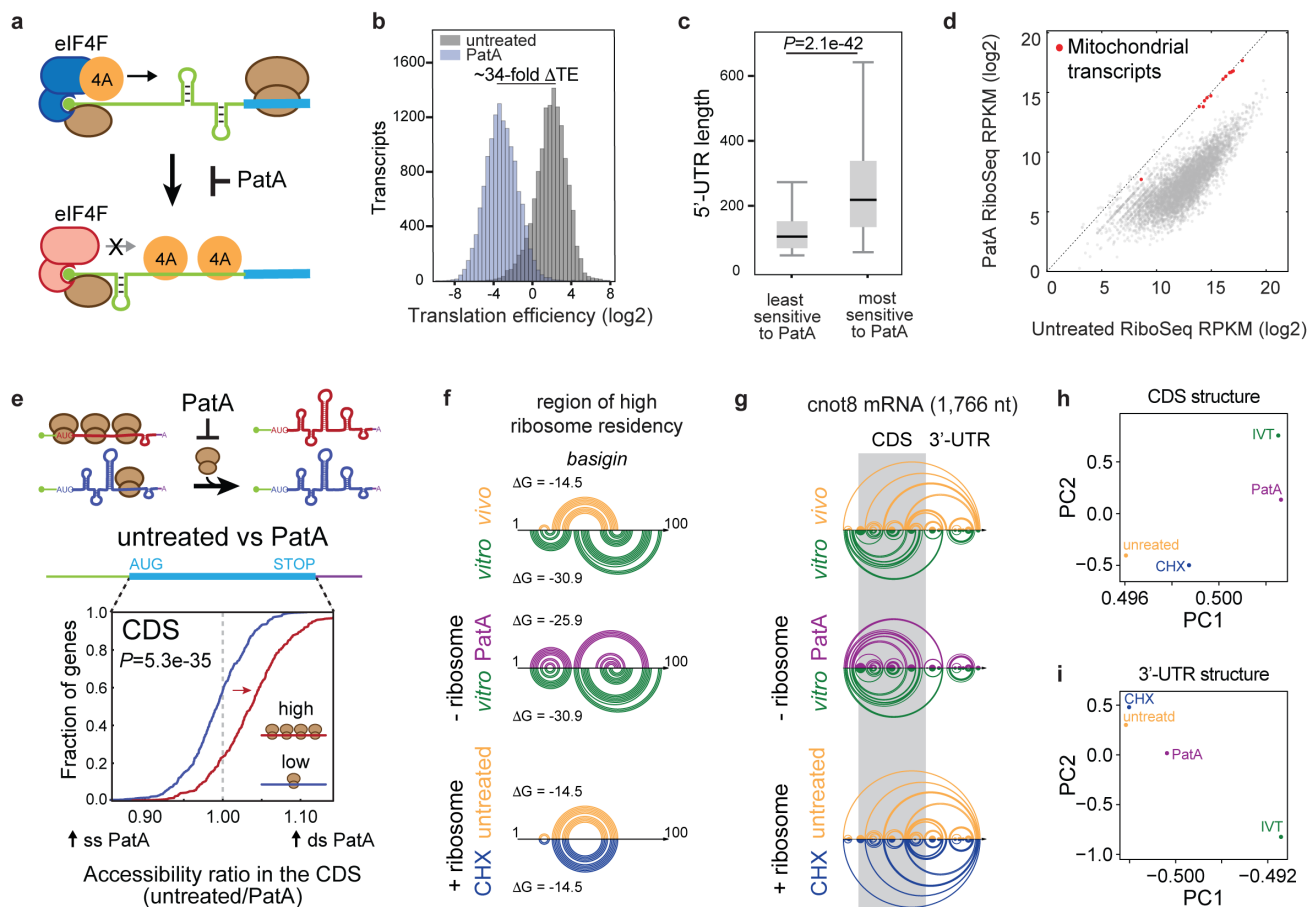 a
eIF4F
4A
PatA
eIF4F
X
4A
4A
b
untreated
PatA
~34-fold ΔTE
Transcripts
1600
1200
800
400
0
-8
-4
0
4
8
Translation efficiency (log2)
c
P=2.1e-42
5'-UTR length
600
400
200
0
least
sensitive
to PatA
most
sensitive
to PatA
d
Mitochondrial
transcripts
PatA RiboSeq RPKM (log2)
20
15
10
5
0
0
5
10
15
20
Untreated RiboSeq RPKM (log2)
e
PatA
AUG
A
AUG
A
AUG
A
AUG
A
untreated vs PatA
AUG
STOP
CDS
P=5.3e-35
Fraction of genes
1.0
0.8
0.6
0.4
0.2
0.0
high
low
0.90
1.00
1.10
ss PatA
ds PatA
Accessibility ratio in the CDS
(untreated/PatA)
f
region of high
ribosome residency
basigin
ΔG = -14.5
1
100
vitro vivo
ΔG = -30.9
ΔG = -25.9
1
100
- ribosome
vitro PatA
ΔG = -30.9
ΔG = -14.5
1
100
+ ribosome
CHX untreated
ΔG = -14.5
g
cnot8 mRNA (1,766 nt)
CDS
3'-UTR
vitro vivo
- ribosome
vitro PatA
+ ribosome
CHX untreated
h
CDS structure
IVT
PatA
unreated
CHX
PC2
0.5
0.0
−0.5
0.496
0.500
PC1
i
3'-UTR structure
CHX
untreatd
PatA
IVT
PC2
0.5
0.0
−0.5
−1.0
−0.500
−0.492
PC1